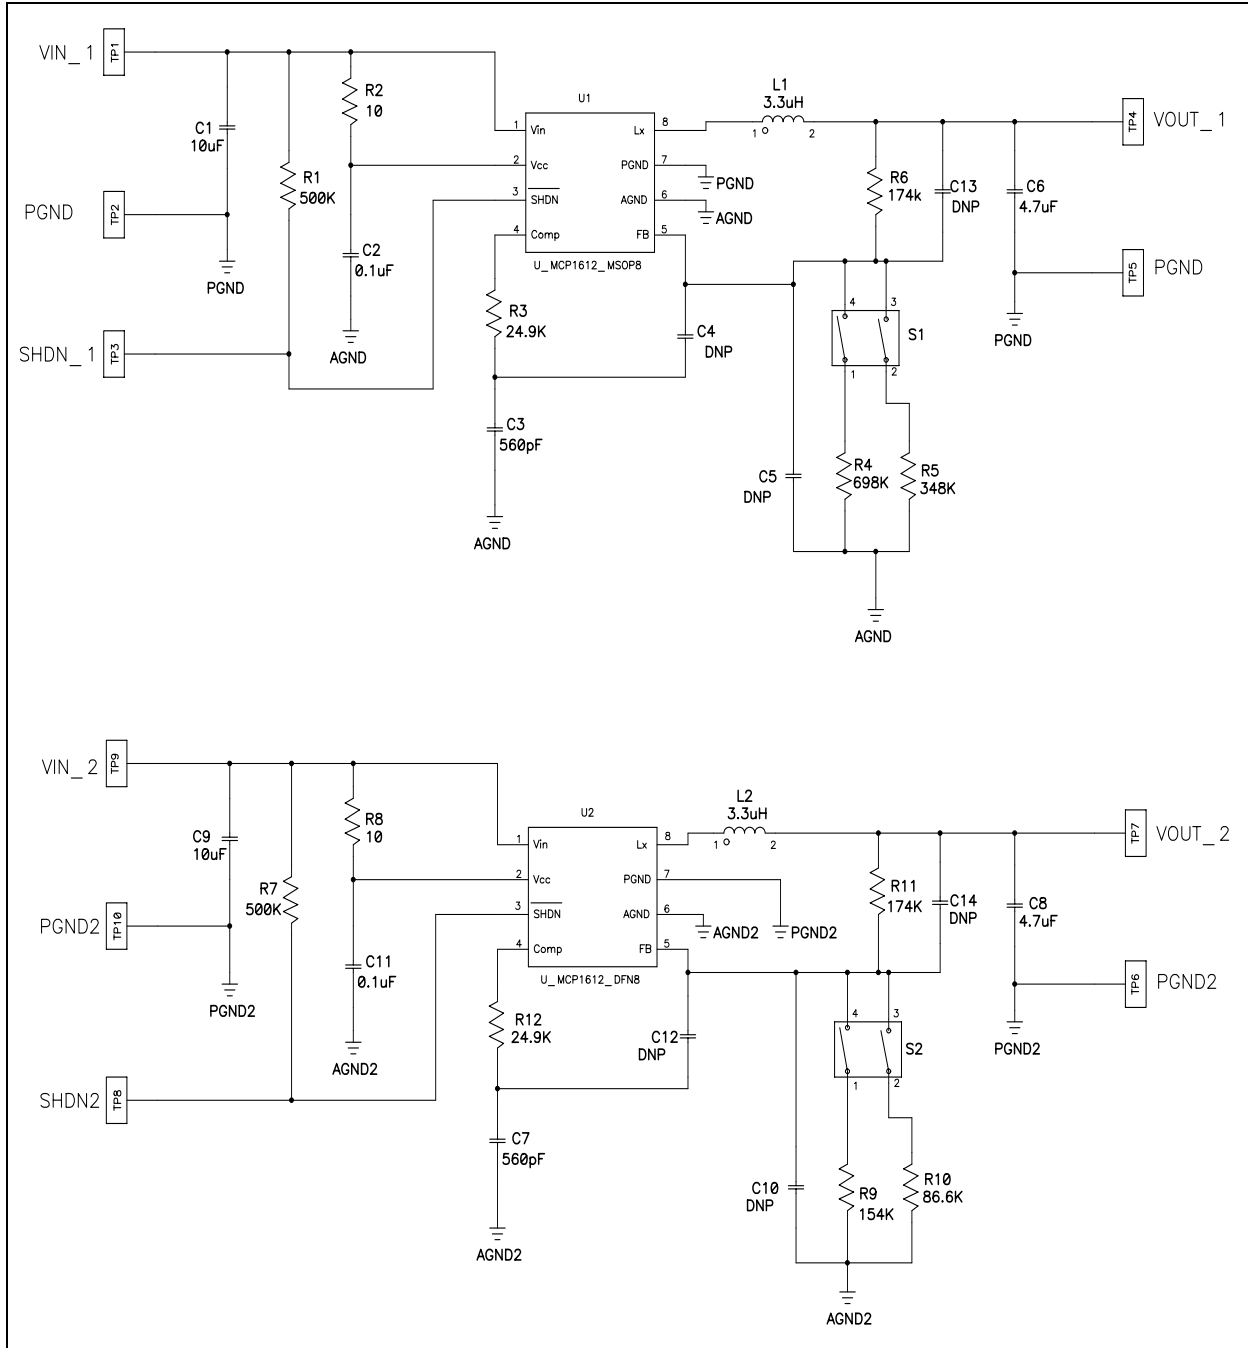 VIN_1
TP1
C1
10uF
R1
500K
R2
10
PGND
TP2
PGND
C2
0.1uF
AGND
SHDN_1
TP3
U1
1
Vin
2
Vcc
3
SHDN
4
Comp
Lx
8
PGND
7
AGND
6
FB
5
U_MCP1612_MSOP8
PGND
AGND
L1
3.3uH
1
2
R3
24.9K
C3
560pF
AGND
C4
DNP
R6
174k
C13
DNP
C6
4.7uF
TP4
VOUT_1
TP5
PGND
PGND
4
3
S1
1
2
C5
DNP
R4
698K
R5
348K
AGND
VIN_2
TP9
C9
10uF
R7
500K
R8
10
PGND2
TP10
PGND2
C11
0.1uF
AGND2
SHDN2
TP8
U2
1
Vin
2
Vcc
3
SHDN
4
Comp
Lx
8
PGND
7
AGND
6
FB
5
U_MCP1612_DFN8
AGND2
PGND2
L2
3.3uH
1
2
R12
24.9K
C7
560pF
AGND2
C12
DNP
R11
174K
C14
DNP
C8
4.7uF
TP7
VOUT_2
TP6
PGND2
PGND2
4
3
S2
1
2
C10
DNP
R9
154K
R10
86.6K
AGND2